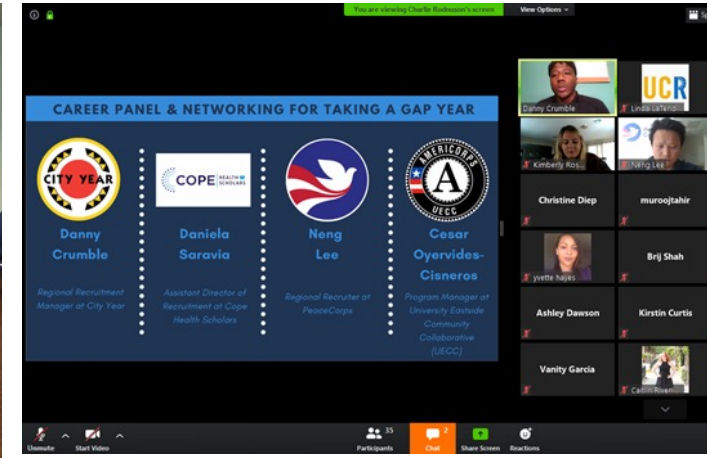 You are viewing Charlie Rodnuson's screen
View Options
Sp
CAREER PANEL & NETWORKING FOR TAKING A GAP YEAR
CITY YEAR
COPE HEALTH SCHOLARS
AMERICORPS
A
UECC
Danny
Crumble
Daniela
Saravia
Neng
Lee
Cesar
Oyervides-
Cisneros
Regional Recruitment
Manager at City Year
Assistant Director of
Recruitment at Cope
Health Scholars
Regional Recruiter at
PeaceCorps
Program Manager at
University Eastside
Community
Collaborative
(UECC)
Danny Crumble
UCR
Linda LaTend...
Kimberly Ros...
Neng Lee
Christine Diep
muroojtahir
yvette hayes
Brij Shah
Ashley Dawson
Kirstin Curtis
Vanity Garcia
Caitlin Riven...
Unmute
Start Video
35
Participants
2
Chat
Share Screen
Reactions